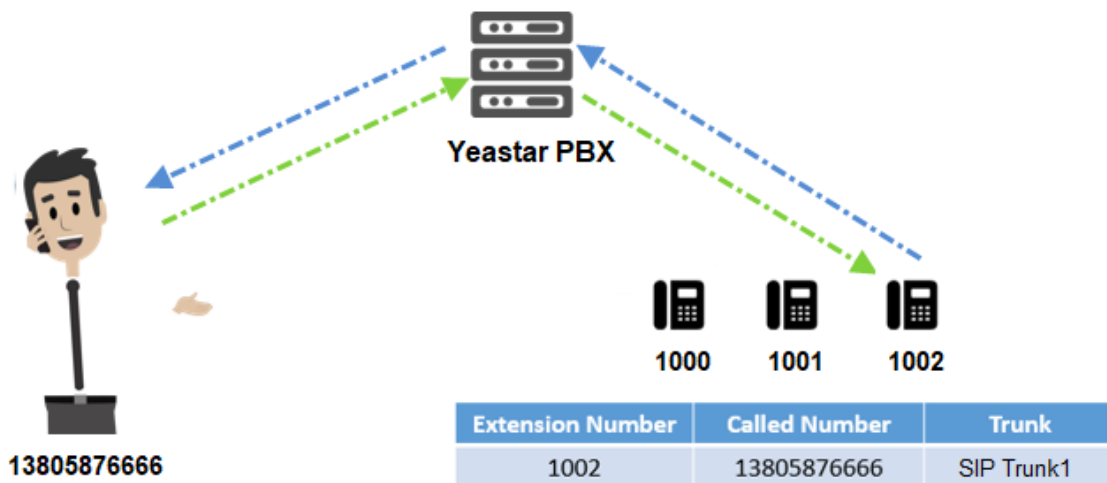 Yeastar PBX
1000 1001 1002
13805876666
Extension Number Called Number Trunk
1002 13805876666 SIP Trunk1